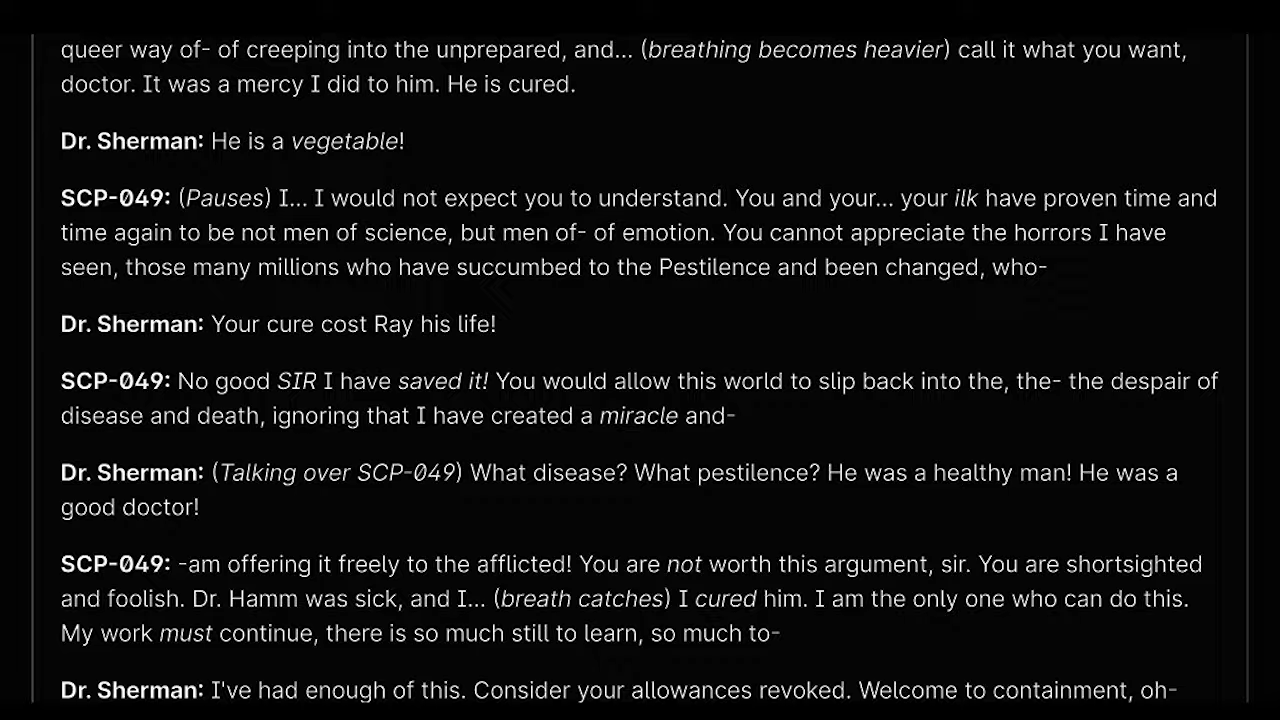 queer way of- of creeping into the unprepared, and... (breathing becomes heavier) call it what you want,
doctor. It was a mercy I did to him. He is cured.
Dr. Sherman: He is a vegetable!
SCP-049: (Pauses) I... I would not expect you to understand. You and your... your ilk have proven time and
time again to be not men of science, but men of- of emotion. You cannot appreciate the horrors I have
seen, those many millions who have succumbed to the Pestilence and been changed, who-
Dr. Sherman: Your cure cost Ray his life!
SCP-049: No good SIR I have saved it! You would allow this world to slip back into the, the- the despair of
disease and death, ignoring that I have created a miracle and-
Dr. Sherman: (Talking over SCP-049) What disease? What pestilence? He was a healthy man! He was a
good doctor!
SCP-049: -am offering it freely to the afflicted! You are not worth this argument, sir. You are shortsighted
and foolish. Dr. Hamm was sick, and I... (breath catches) I cured him. I am the only one who can do this.
My work must continue, there is so much still to learn, so much to-
Dr. Sherman: I've had enough of this. Consider your allowances revoked. Welcome to containment, oh-